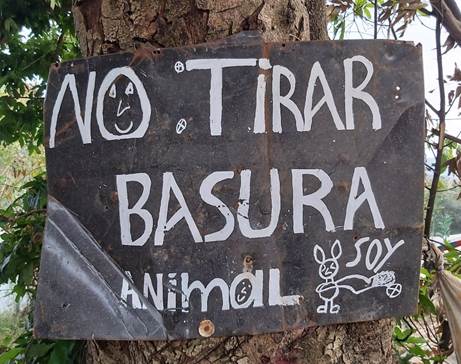 NO TIRAR
BASURA
ANimaL SOY